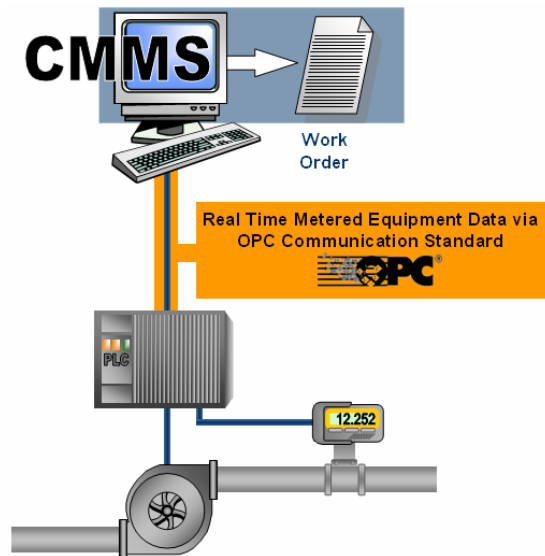 CMMS
Work
Order
Real Time Metered Equipment Data via
OPC Communication Standard
OPC®
PLC
12.252